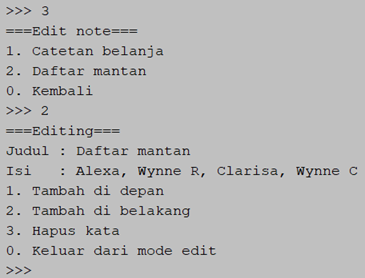 >>> 3
===Edit note===
1. Catetan belanja
2. Daftar mantan
0. Kembali
>>> 2
===Editing===
Judul : Daftar mantan
Isi   : Alexa, Wynne R, Clarisa, Wynne C
1. Tambah di depan
2. Tambah di belakang
3. Hapus kata
0. Keluar dari mode edit
>>>